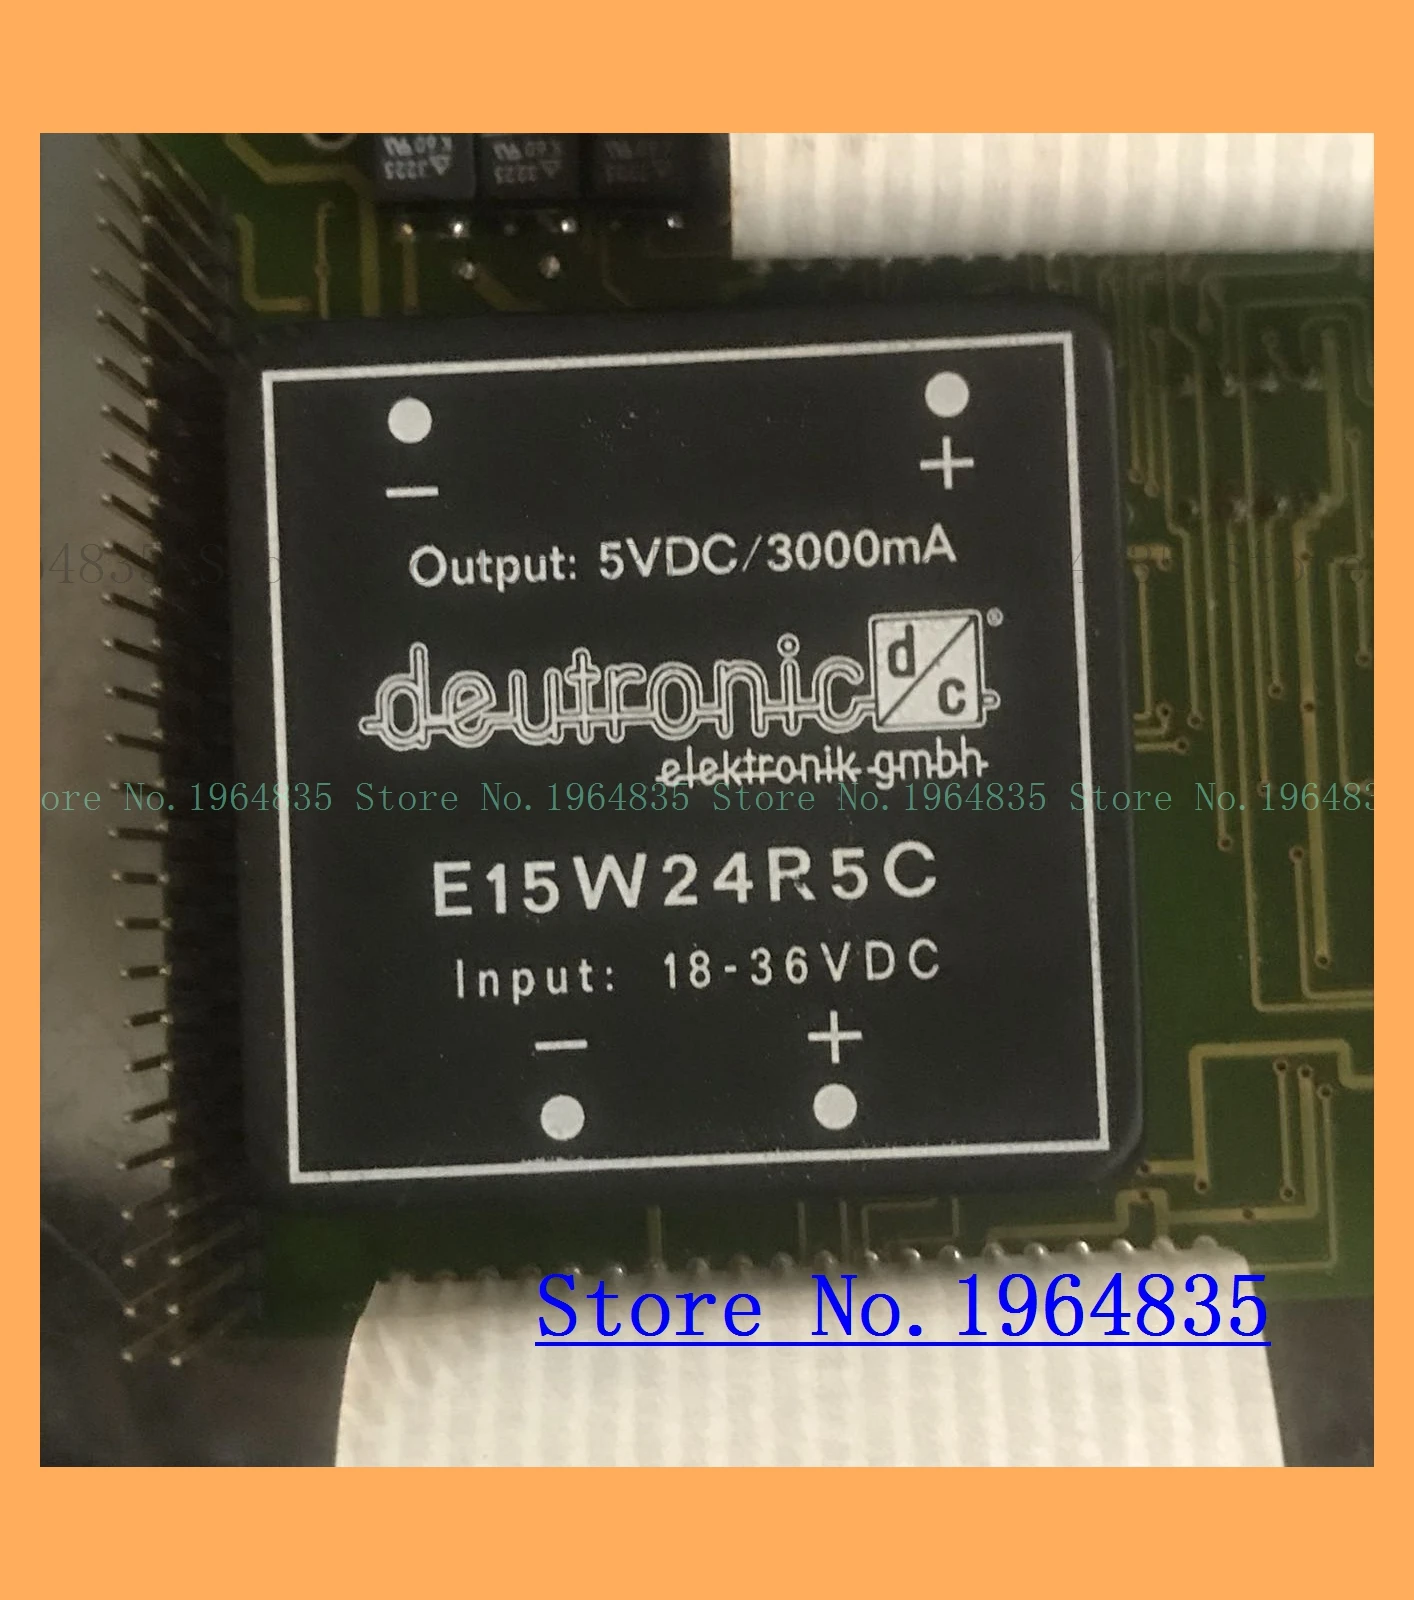 Output: 5VDC/3000mA
deutronic d/c®
elektronik gmbh
Store No.1964835 Store No.1964835 Store No.1964835 Store No.
E15W24R5C
Input: 18-36VDC
Store No.1964835